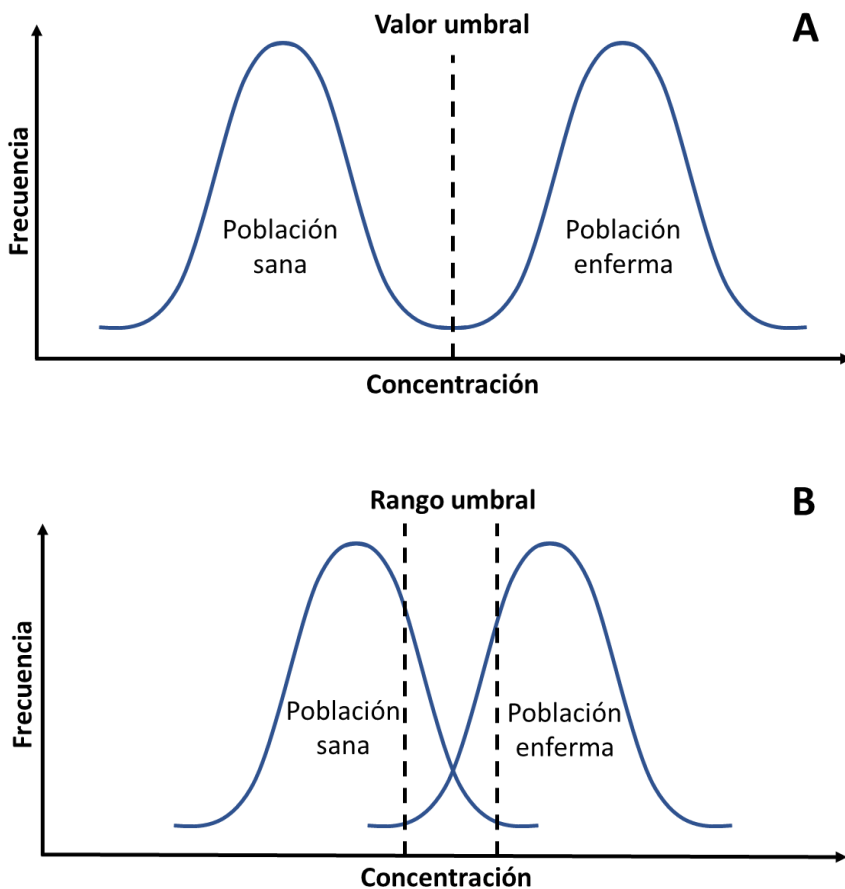 Valor umbral
A
Frecuencia
Población
sana
Población
enferma
Concentración
Rango umbral
B
Frecuencia
Población
sana
Población
enferma
Concentración